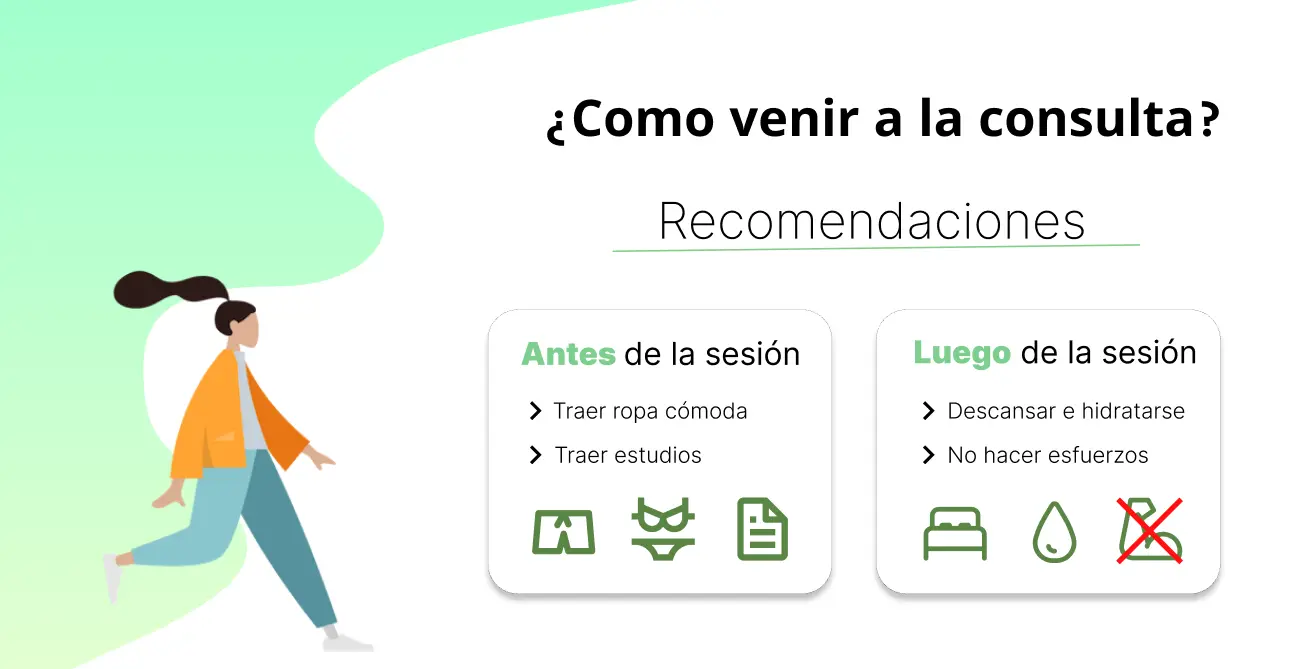 ¿Como venir a la consulta?
Recomendaciones
Antes de la sesión
Traer ropa cómoda
Traer estudios
Luego de la sesión
Descansar e hidratarse
No hacer esfuerzos